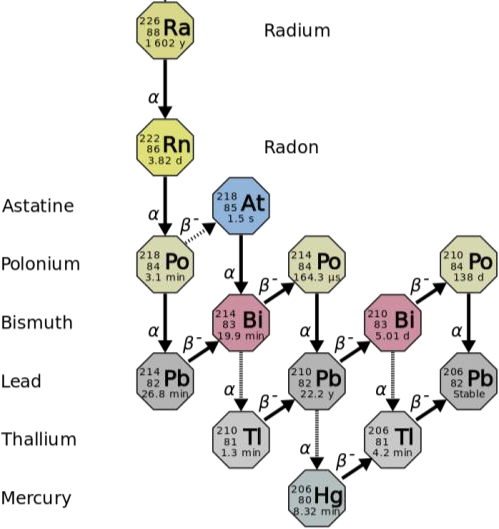 226
88
Ra
1602 y
Radium
α
222
86
Rn
3.82 d
Radon
Astatine
218
85
At
1.5 s
α
β⁻
Polonium
218
84
Po
3.1 min
214
84
Po
164.3 µs
210
84
Po
138 d
α
β⁻
β⁻
Bismuth
214
83
Bi
19.9 min
210
83
Bi
5.01 d
α
β⁻
α
β⁻
α
Lead
214
82
Pb
26.8 min
210
82
Pb
22.2 y
206
82
Pb
Stable
α
β⁻
α
β⁻
Thallium
210
81
Tl
1.3 min
206
81
Tl
4.2 min
α
β⁻
Mercury
206
80
Hg
8.32 min